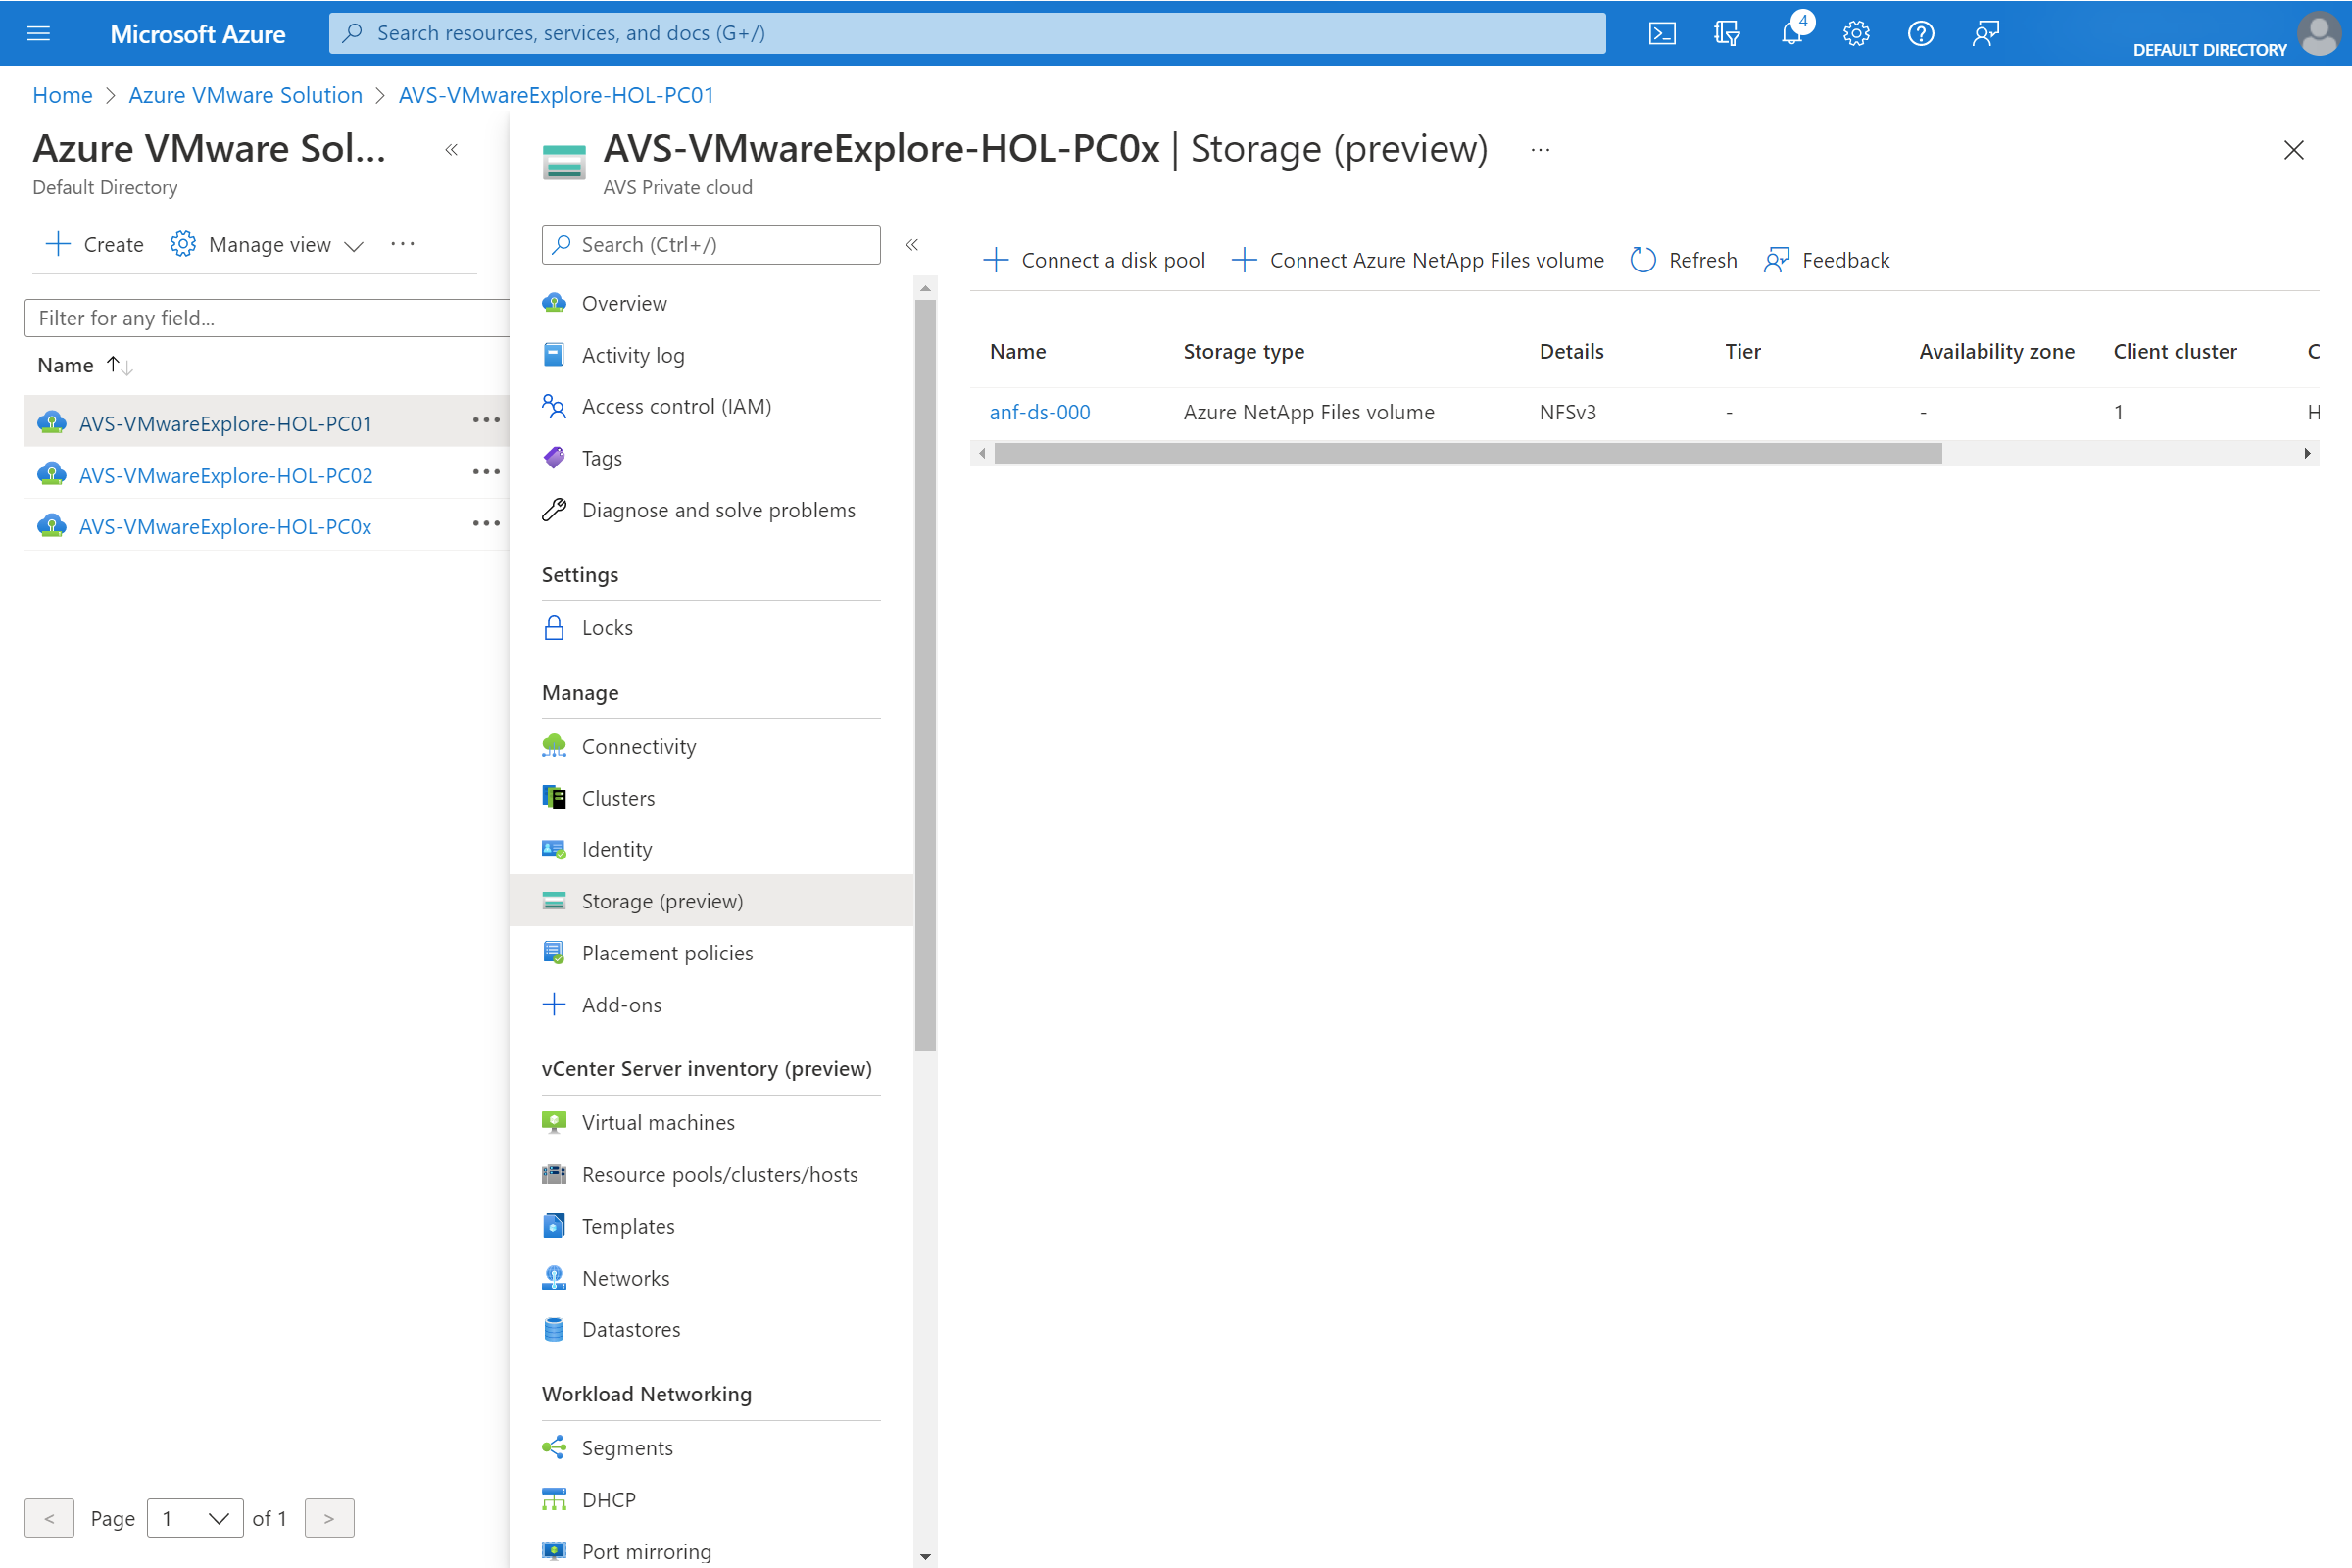 Microsoft Azure
Search resources, services, and docs (G+/)
4
DEFAULT DIRECTORY
Home > Azure VMware Solution > AVS-VMwareExplore-HOL-PC01
Azure VMware Sol... «
Default Directory
+ Create Manage view ...
Filter for any field...
Name ↑↓
AVS-VMwareExplore-HOL-PC01 ...
AVS-VMwareExplore-HOL-PC02 ...
AVS-VMwareExplore-HOL-PC0x ...
< Page 1 of 1 >
AVS-VMwareExplore-HOL-PC0x | Storage (preview) ...
AVS Private cloud
Search (Ctrl+/) «
Overview
Activity log
Access control (IAM)
Tags
Diagnose and solve problems
Settings
Locks
Manage
Connectivity
Clusters
Identity
Storage (preview)
Placement policies
Add-ons
vCenter Server inventory (preview)
Virtual machines
Resource pools/clusters/hosts
Templates
Networks
Datastores
Workload Networking
Segments
DHCP
Port mirroring
+ Connect a disk pool + Connect Azure NetApp Files volume Refresh Feedback
Name Storage type Details Tier Availability zone Client cluster C
anf-ds-000 Azure NetApp Files volume NFSv3 - - 1 H